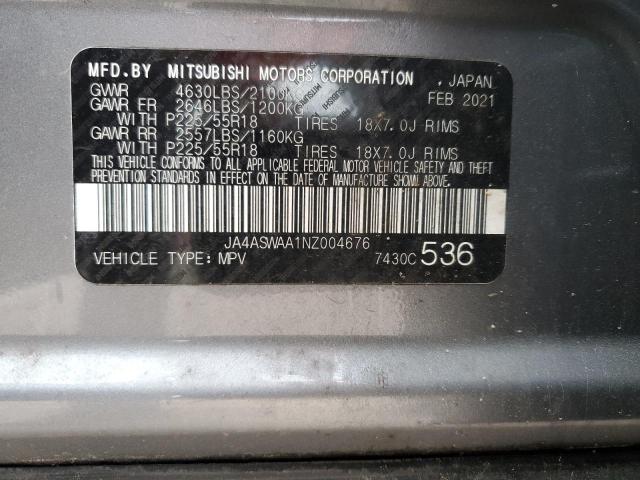 MFD.BY MITSUBISHI MOTORS CORPORATION , JAPAN
GVWR 4630LBS/2100KG FEB 2021
GAWR FR 2646LBS/1200KG
WITH P225/55R18 TIRES 18X7.0J RIMS
GAWR RR 2557LBS/1160KG
WITH P225/55R18 TIRES 18X7.0J RIMS
THIS VEHICLE CONFORMS TO ALL APPLICABLE FEDERAL MOTOR VEHICLE SAFETY AND THEFT
PREVENTION STANDARDS IN EFFECT ON THE DATE OF MANUFACTURE SHOWN ABOVE.
JA4ASWAA1NZ004676
VEHICLE TYPE: MPV 7430C 536